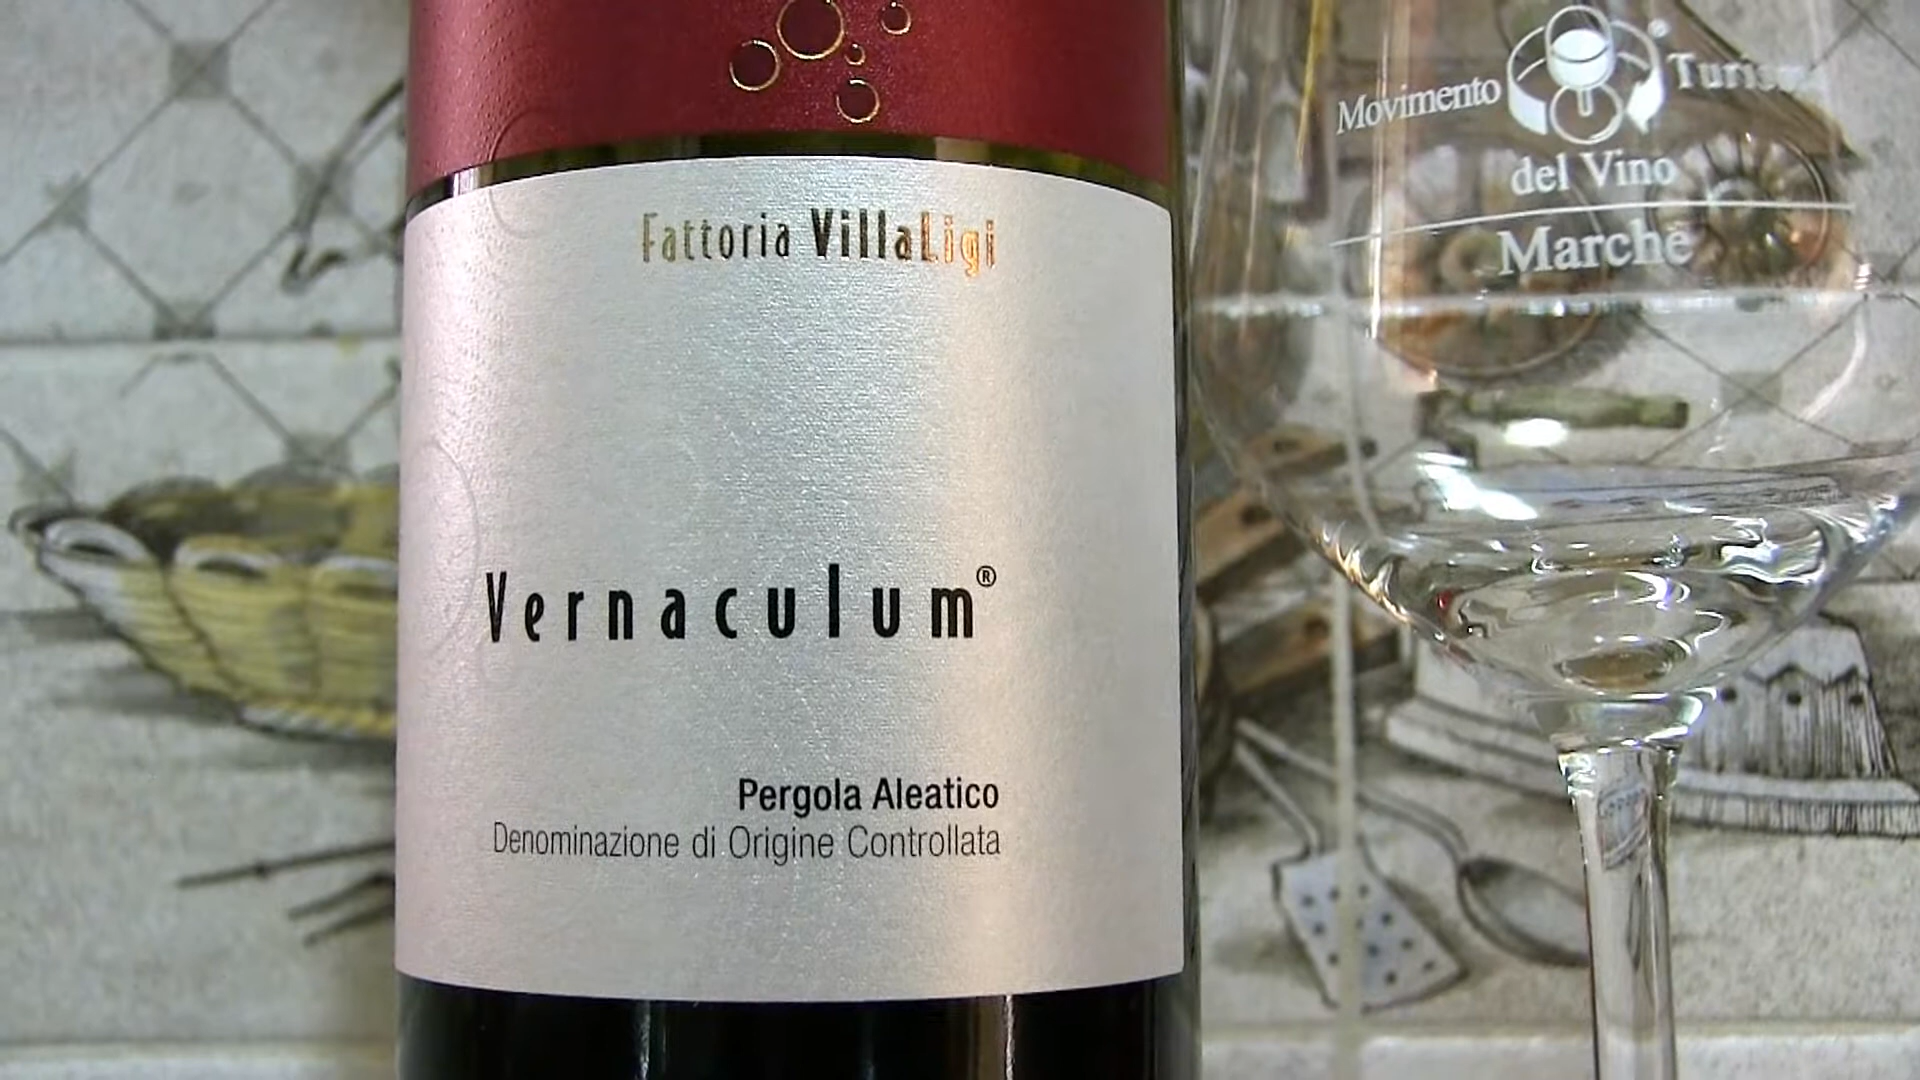 Fattoria VillaLigi
Vernaculum®
Pergola Aleatico
Denominazione di Origine Controllata
Movimento
del Vino
Marche